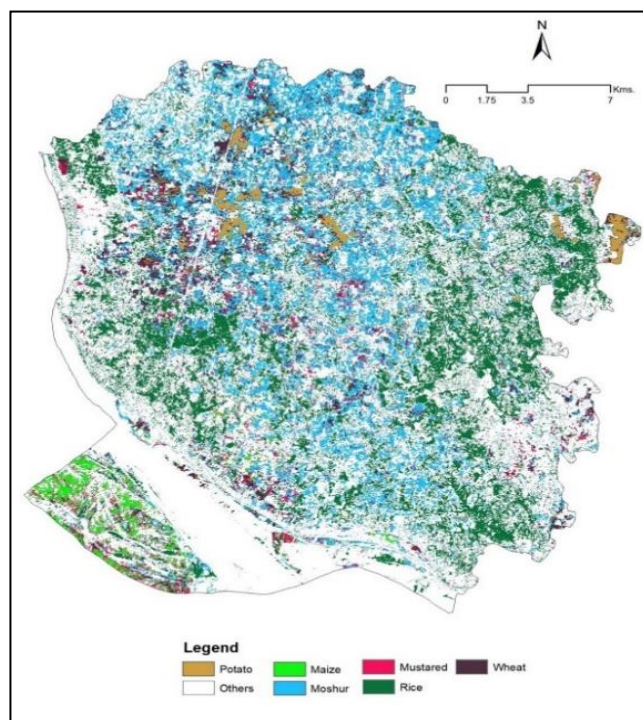 N
0 1.75 3.5 7 Kms.
Legend
Potato Maize Mustared Wheat
Others Moshur Rice